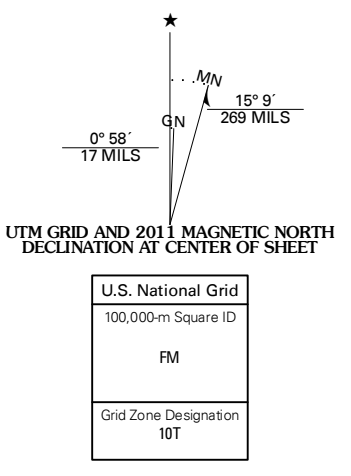 ★
MN
GN
15° 9´
269 MILS
0° 58´
17 MILS
UTM GRID AND 2011 MAGNETIC NORTH
DECLINATION AT CENTER OF SHEET
U.S. National Grid
100,000-m Square ID
FM
Grid Zone Designation
10T